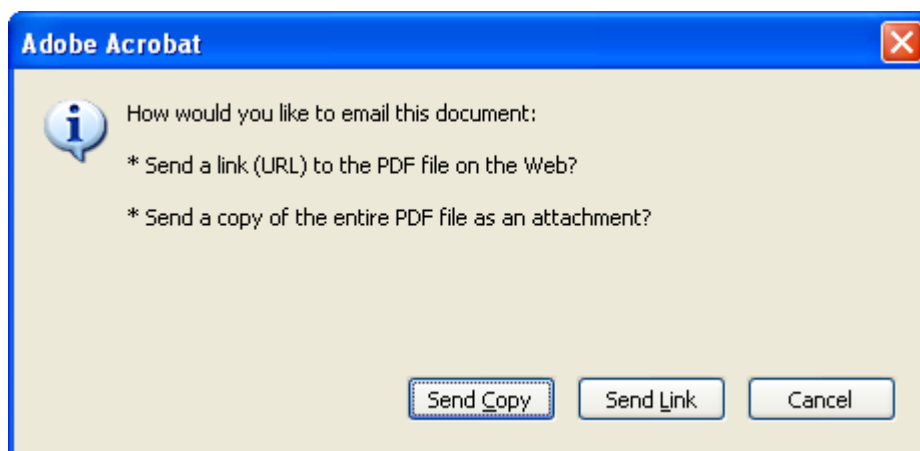 Adobe Acrobat
How would you like to email this document:
* Send a link (URL) to the PDF file on the Web?
* Send a copy of the entire PDF file as an attachment?
Send Copy Send Link Cancel